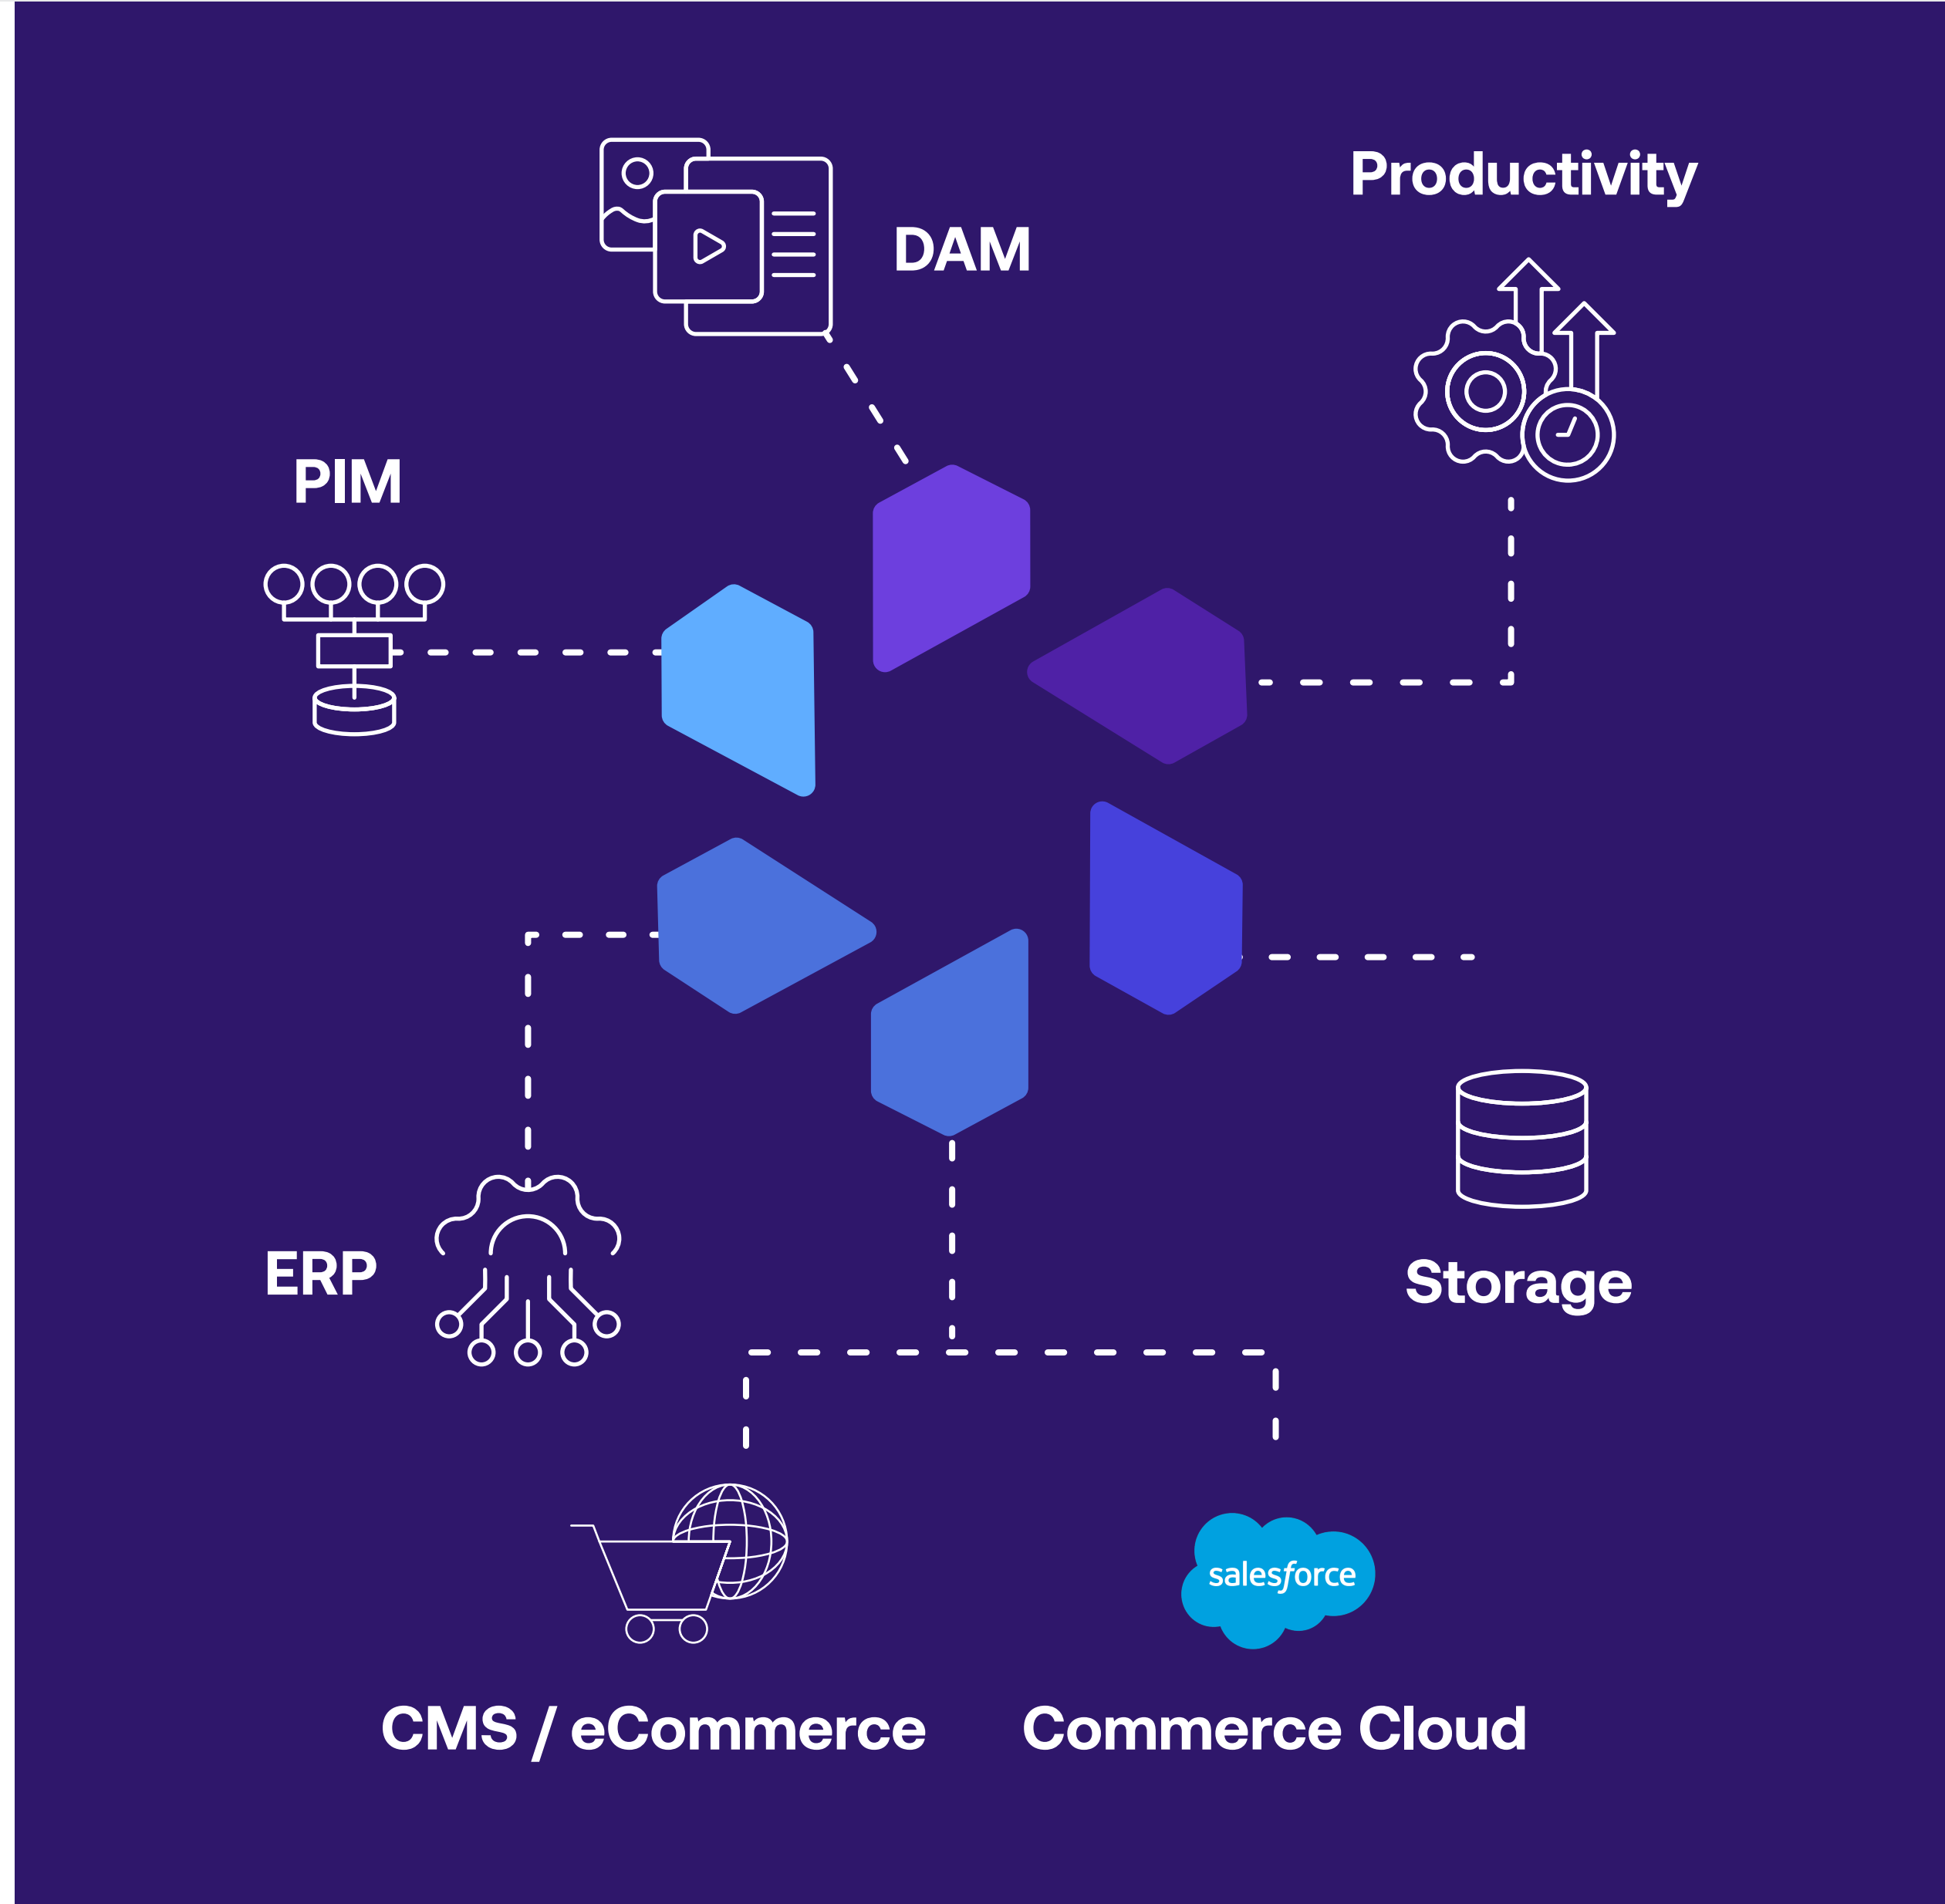 Productivity
DAM
PIM
ERP
Storage
salesforce
CMS / eCommerce
Commerce Cloud